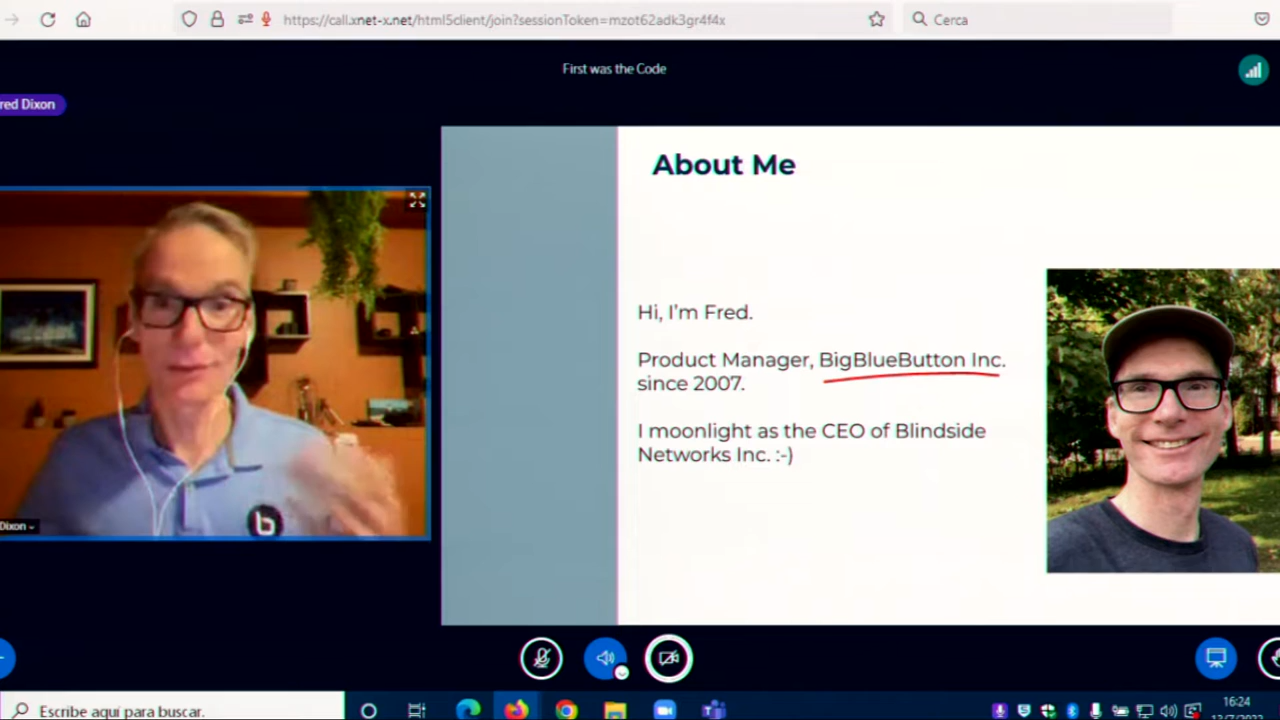 https://call.xnet-x.net/html5client/join?sessionToken=mzot62adk3gr4f4x
Cerca
First was the Code
red Dixon
About Me
Hi, I'm Fred.
Product Manager, BigBlueButton Inc.
since 2007.
I moonlight as the CEO of Blindside
Networks Inc. :-)
Dixon
b
Escribe aquí para buscar.
16:24